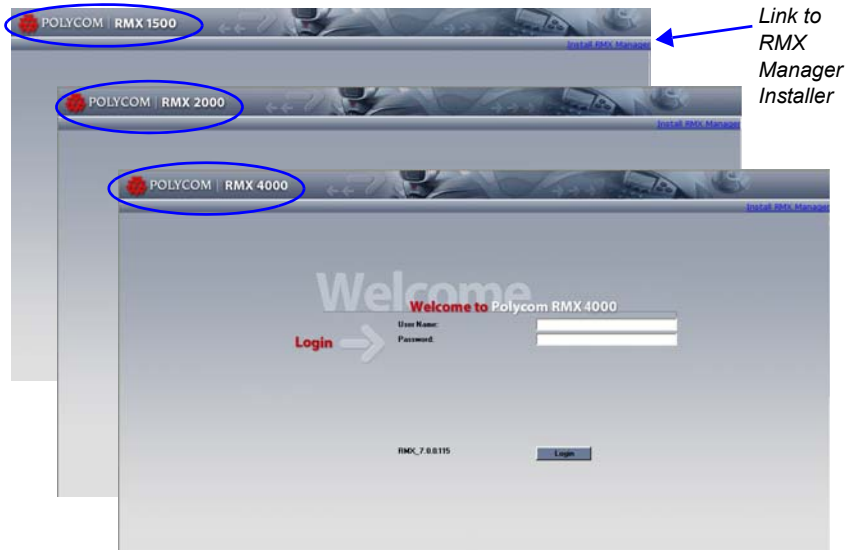 POLYCOM | RMX 1500
Install RMX Manager
Link to
RMX
Manager
Installer
POLYCOM | RMX 2000
Install RMX Manager
POLYCOM | RMX 4000
Install RMX Manager
Welcome
Welcome to Polycom RMX 4000
User Name:
Login
Password:
RMX_7.0.0.115
Login